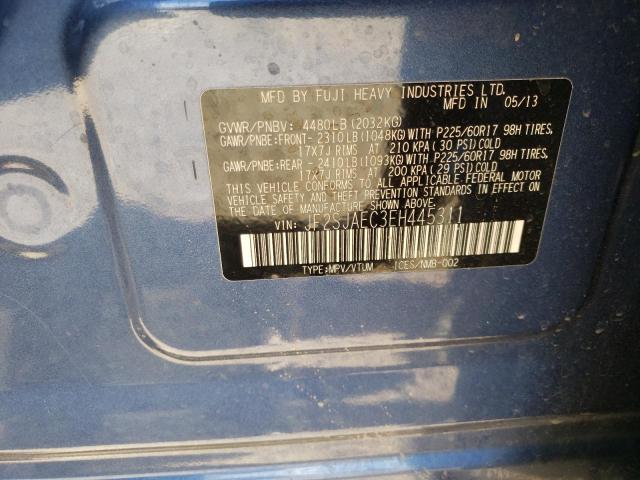 MFD BY FUJI HEAVY INDUSTRIES LTD.
MFD IN 05/13
GVWR/PNBV: 4480LB(2032KG)
GAWR/PNBE:FRONT- 2310LB(1048KG)WITH P225/60R17 98H TIRES,
17X7J RIMS AT 210 KPA(30 PSI)COLD
GAWR/PNBE:REAR - 2410LB(1093KG)WITH P225/60R17 98H TIRES,
17X7J RIMS AT 200 KPA(29 PSI)COLD
THIS VEHICLE CONFORMS TO ALL APPLICABLE FEDERAL MOTOR
VEHICLE SAFETY AND THEFT PREVENTION STANDARDS IN EFFECT ON
THE DATE OF MANUFACTURE SHOWN ABOVE.
VIN: JF2SJAEC3EH445311
TYPE:MPV/VTUM ICES/NMB-002